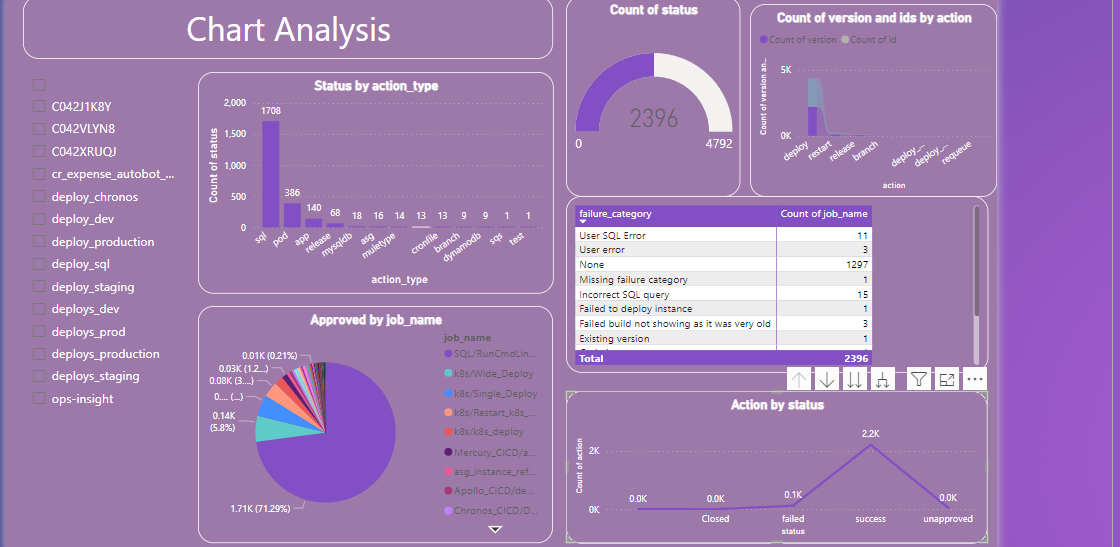 Chart Analysis
C042J1K8Y
C042VLYN8
C042XRUQJ
cr_expense_autobot_...
deploy_chronos
deploy_dev
deploy_production
deploy_sql
deploy_staging
deploys_dev
deploys_prod
deploys_production
deploys_staging
ops-insight
Status by action_type
Count of status
2,000
1,500
1,000
500
0
1708
386
140
68
18
16
14
13
13
9
9
1
1
sql
pod
app
release
mysqldb
asg
muletype
cronfile
branch
dynamodb
sqs
test
action_type
Approved by job_name
0.01K (0.21%)
0.03K (1.2...)
0.08K (3....)
0.... (...)
0.14K
(5.8%)
1.71K (71.29%)
job_name
SQL/RunCmdLin...
k8s/Wide_Deploy
k8s/Single_Deploy
k8s/Restart_k8s_...
k8s/k8s_deploy
Mercury_CICD/a...
asg_instance_ref...
Apollo_CICD/de...
Chronos_CICD/D...
Count of status
2396
0
4792
Count of version and ids by action
Count of version
Count of id
Count of version an...
5K
0K
deploy
restart
release
branch
deploy_...
deploy_...
requeue
action
failure_category Count of job_name
User SQL Error 11
User error 3
None 1297
Missing failure category 1
Incorrect SQL query 15
Failed to deploy instance 1
Failed build not showing as it was very old 3
Existing version 1
Total 2396
Action by status
Count of action
2K
0K
0.0K
0.0K
0.1K
2.2K
0.0K
Closed
failed
success
unapproved
status